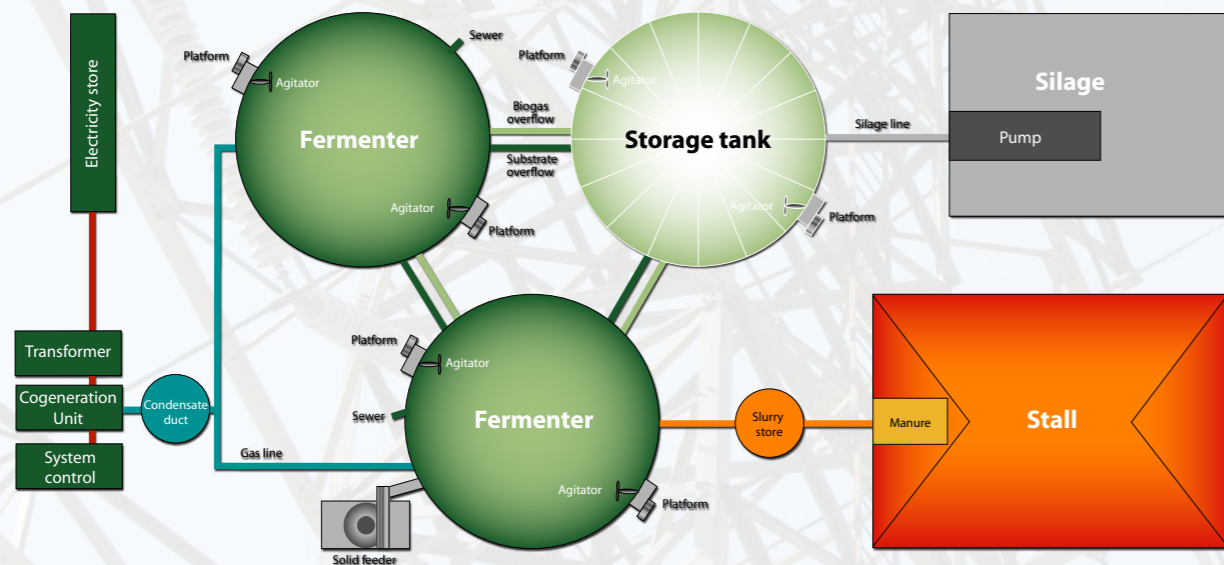 Sewer
Platform
Agitator
Electricity store
Fermenter
Biogas
overflow
Substrate
overflow
Agitator
Platform
Platform
Agitator
Storage tank
Agitator
Platform
Silage line
Silage
Pump
Transformer
Cogeneration
Unit
System
control
Condensate
duct
Gas line
Platform
Agitator
Sewer
Fermenter
Agitator
Platform
Solid feeder
Slurry
store
Manure
Stall